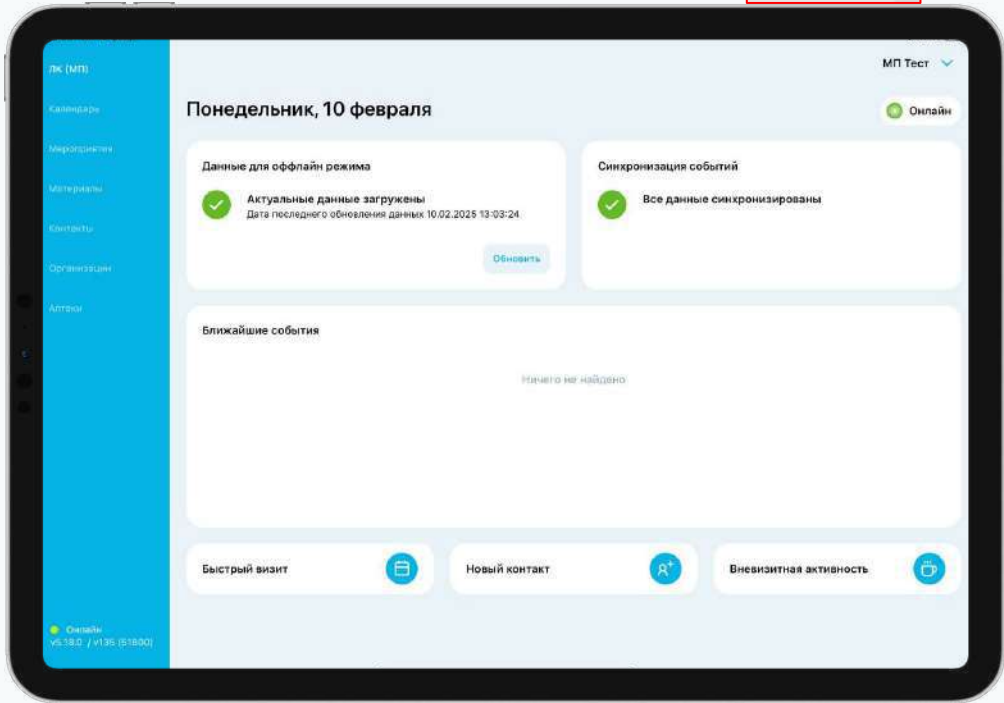 ЛК (МП)
Календарь
Мероприятия
Материалы
Контакты
Организации
Аптеки
Онлайн
v5.18.0 / v135 (51800)
МП Тест
Понедельник, 10 февраля
Онлайн
Данные для оффлайн режима
Актуальные данные загружены
Дата последнего обновления данных 10.02.2025 13:03:24
Обновить
Синхронизация событий
Все данные синхронизированы
Ближайшие события
Ничего не найдено
Быстрый визит
Новый контакт
Вневизитная активность